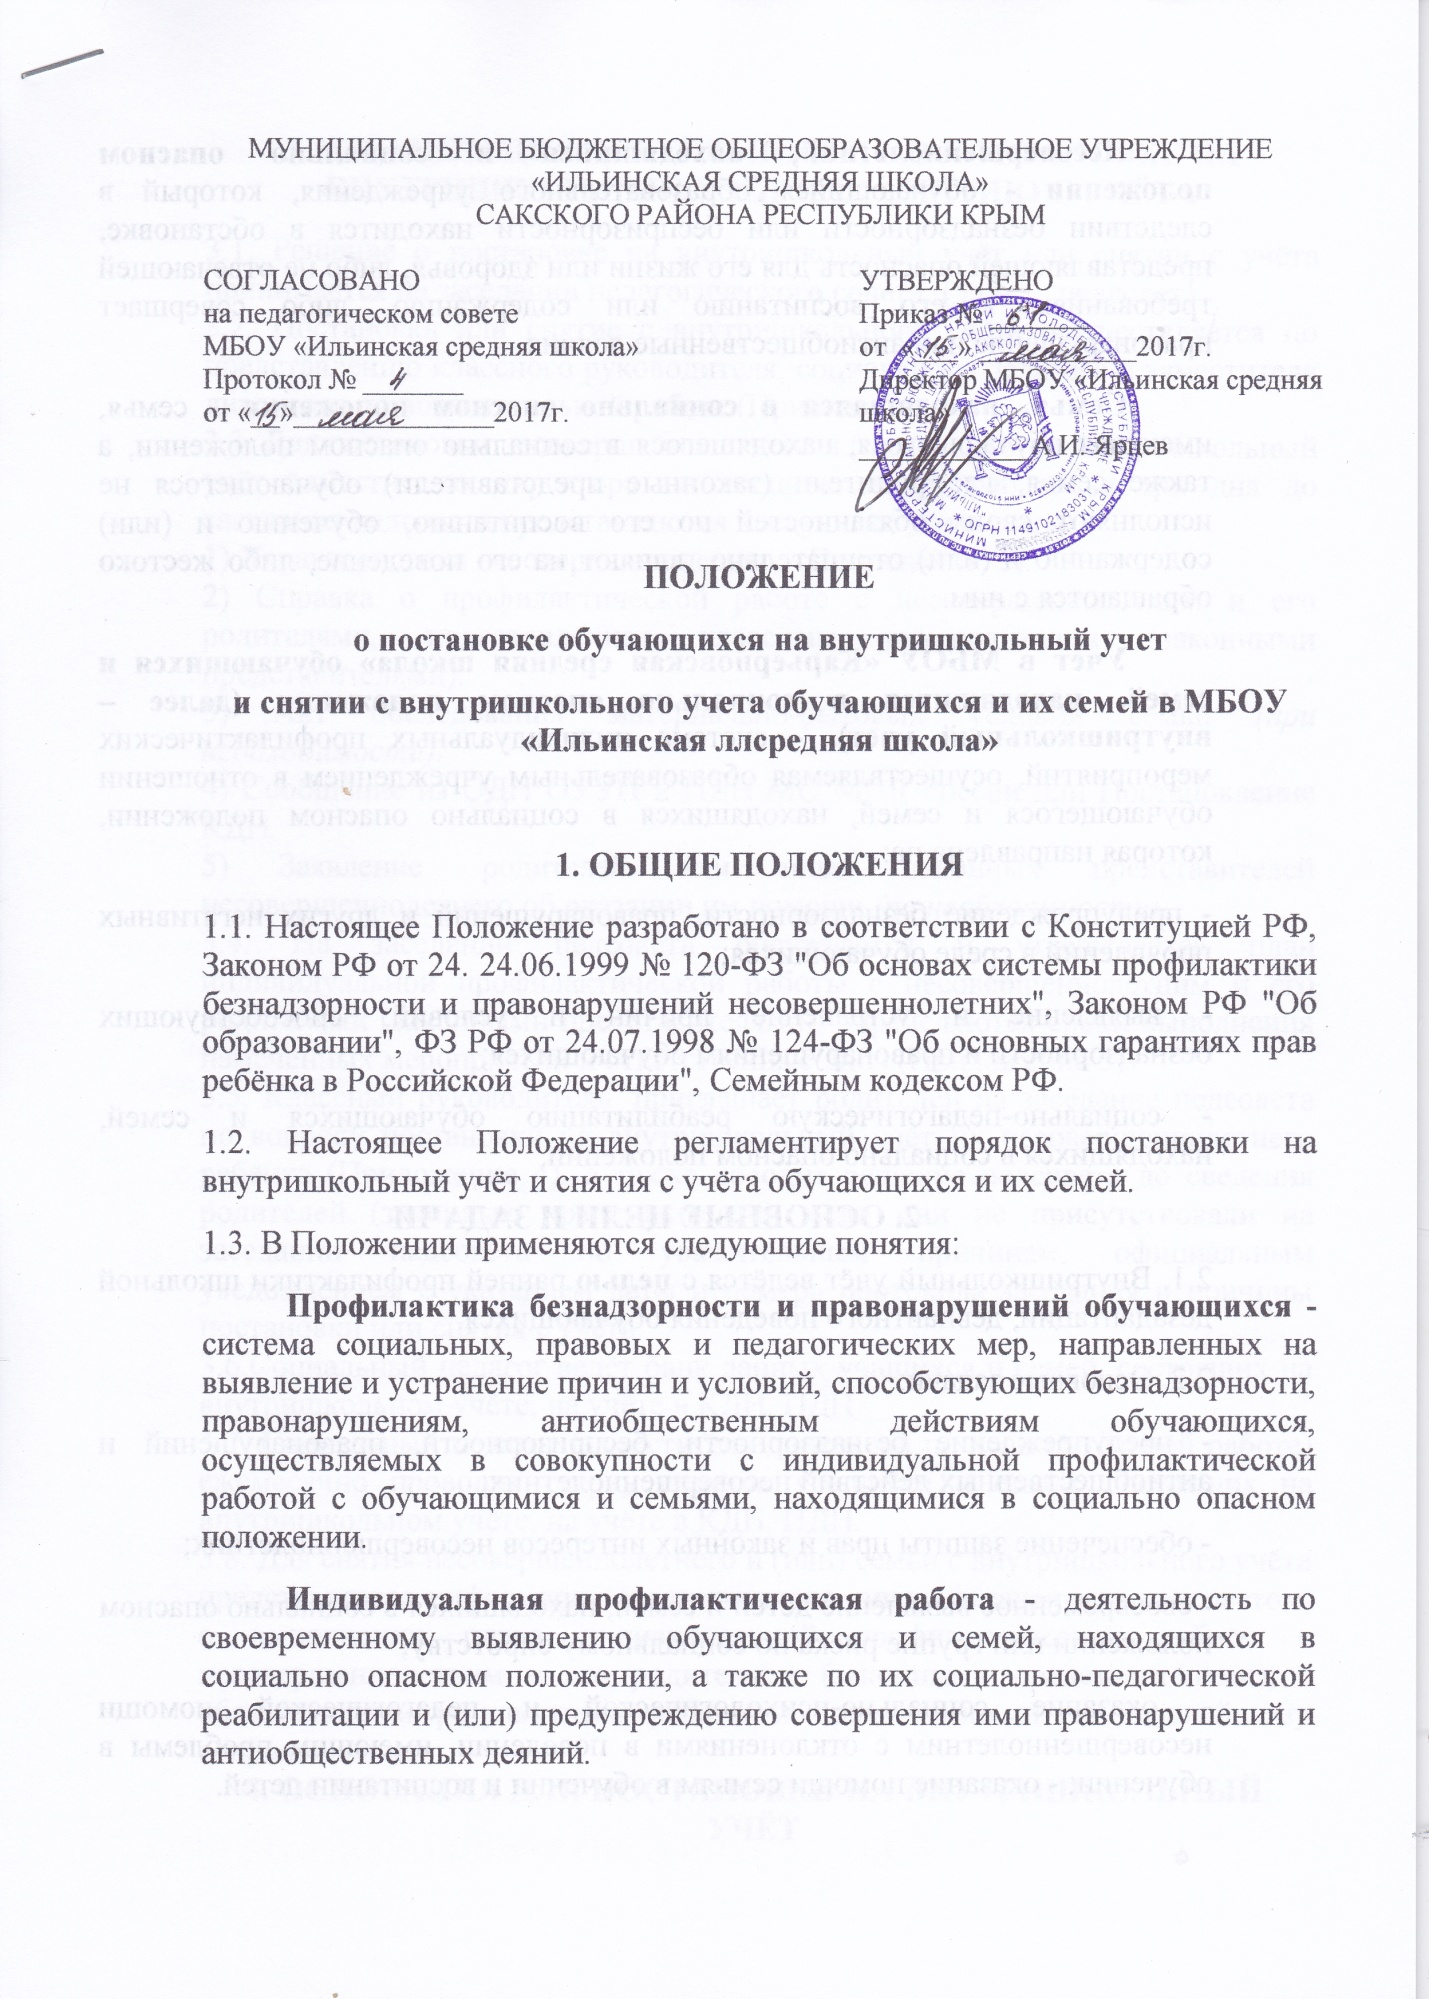 МУНИЦИПАЛЬНОЕ БЮДЖЕТНОЕ ОБЩЕОБРАЗОВАТЕЛЬНОЕ УЧРЕЖДЕНИЕ
«ИЛЬИНСКАЯ СРЕДНЯЯ ШКОЛА»
САКСКОГО РАЙОНА РЕСПУБЛИКИ КРЫМ
СОГЛАСОВАНО
на педагогическом совете
МБОУ «Ильинская средняя школа»
Протокол № 4
от «15» мая 2017г.
УТВЕРЖДЕНО
Приказ №
от «15» мая 2017г.
Директор МБОУ «Ильинская средняя
школа»
А.И. Ярцев
ОГРН 1149102183031
ПОЛОЖЕНИЕ
о постановке обучающихся на внутришкольный учет
и снятии с внутришкольного учета обучающихся и их семей в МБОУ
«Ильинская ллсредняя школа»
1. ОБЩИЕ ПОЛОЖЕНИЯ
1.1. Настоящее Положение разработано в соответствии с Конституцией РФ,
Законом РФ от 24. 24.06.1999 № 120-ФЗ "Об основах системы профилактики
безнадзорности и правонарушений несовершеннолетних", Законом РФ "Об
образовании", ФЗ РФ от 24.07.1998 № 124-ФЗ "Об основных гарантиях прав
ребёнка в Российской Федерации", Семейным кодексом РФ.
1.2. Настоящее Положение регламентирует порядок постановки на
внутришкольный учёт и снятия с учёта обучающихся и их семей.
1.3. В Положении применяются следующие понятия:
Профилактика безнадзорности и правонарушений обучающихся -
система социальных, правовых и педагогических мер, направленных на
выявление и устранение причин и условий, способствующих безнадзорности,
правонарушениям, антиобщественным действиям обучающихся,
осуществляемых в совокупности с индивидуальной профилактической
работой с обучающимися и семьями, находящимися в социально опасном
положении.
Индивидуальная профилактическая работа - деятельность по
своевременному выявлению обучающихся и семей, находящихся в
социально опасном положении, а также по их социально-педагогической
реабилитации и (или) предупреждению совершения ими правонарушений и
антиобщественных деяний.